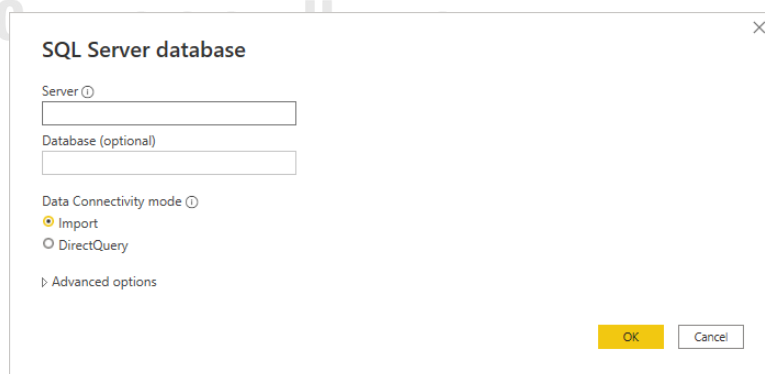 SQL Server database
Server
Database (optional)
Data Connectivity mode
Import
DirectQuery
Advanced options
OK Cancel